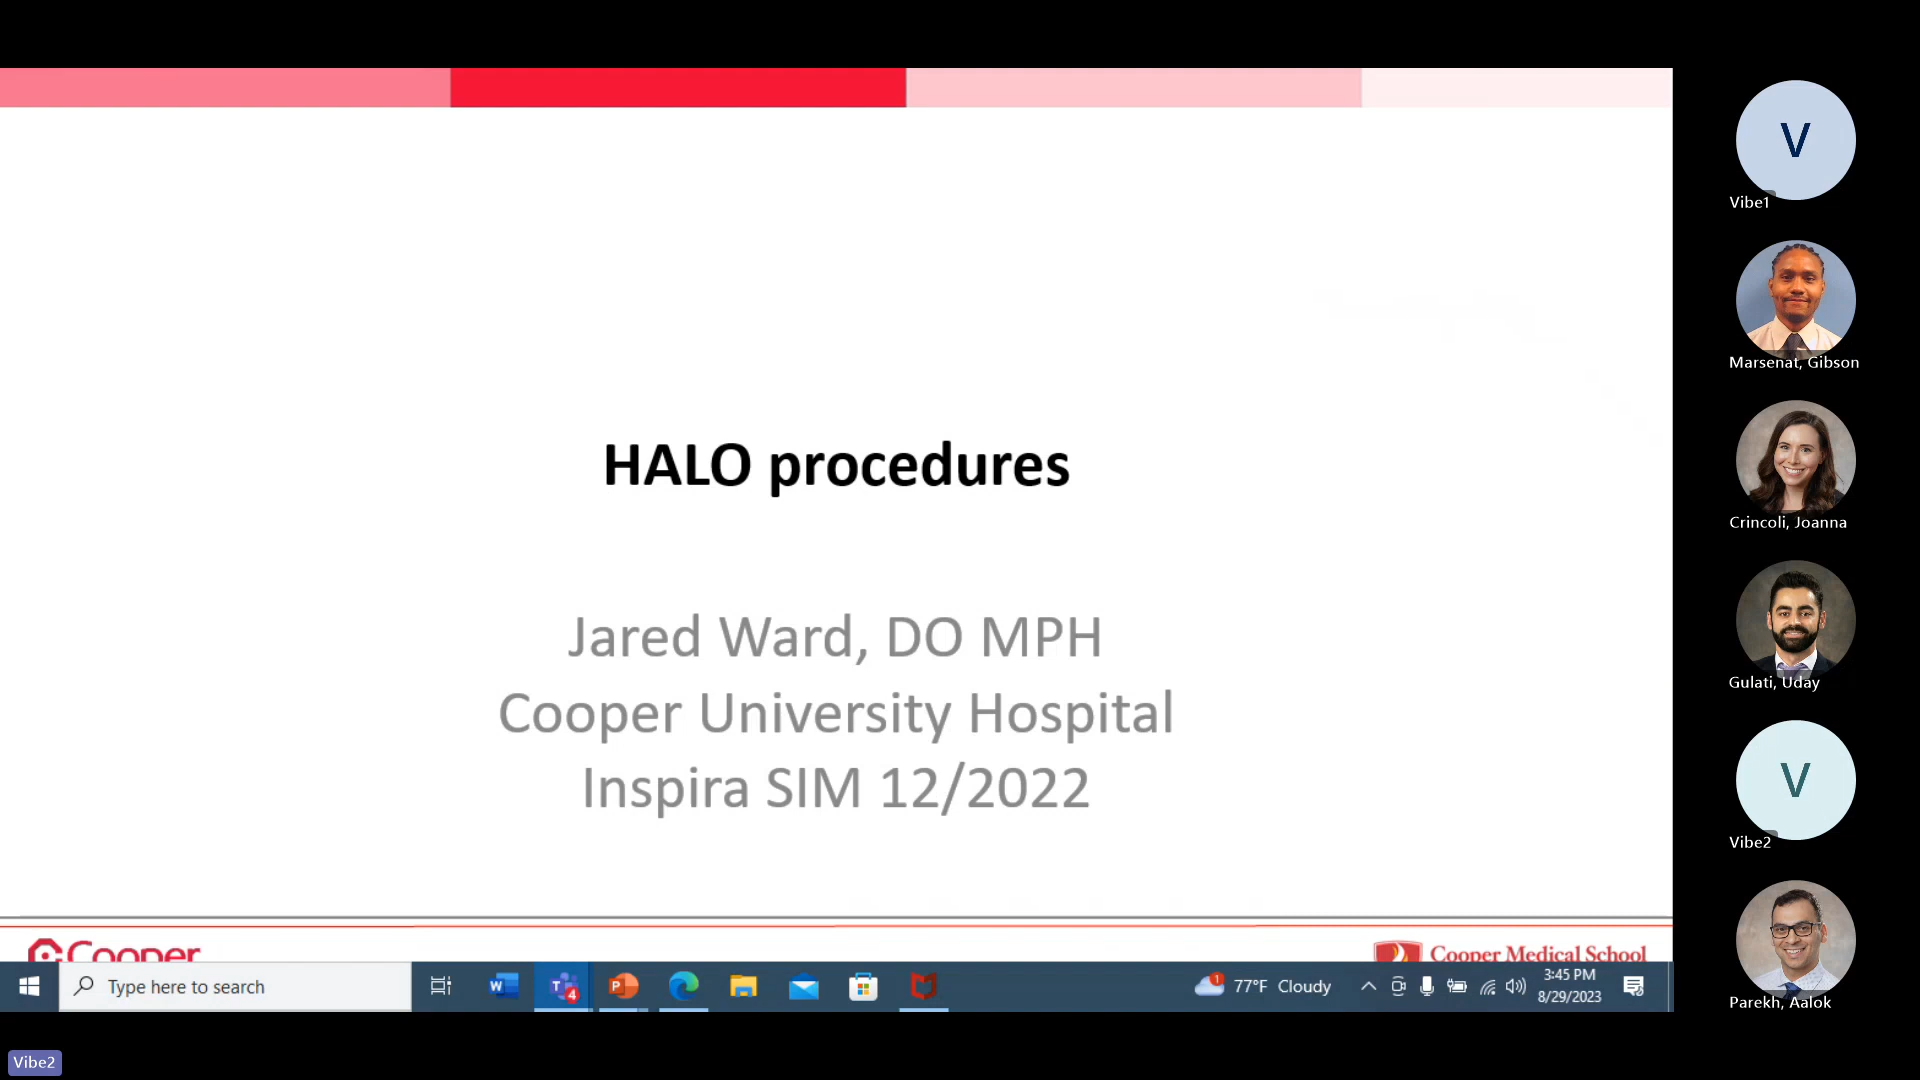 HALO procedures
Jared Ward, DO MPH
Cooper University Hospital
Inspira SIM 12/2022
Cooper
Cooper Medical School
Type here to search
W
T 4
P
1
77°F Cloudy
3:45 PM
8/29/2023
V
Vibe1
Marsenat, Gibson
Crincoli, Joanna
Gulati, Uday
V
Vibe2
Parekh, Aalok
Vibe2